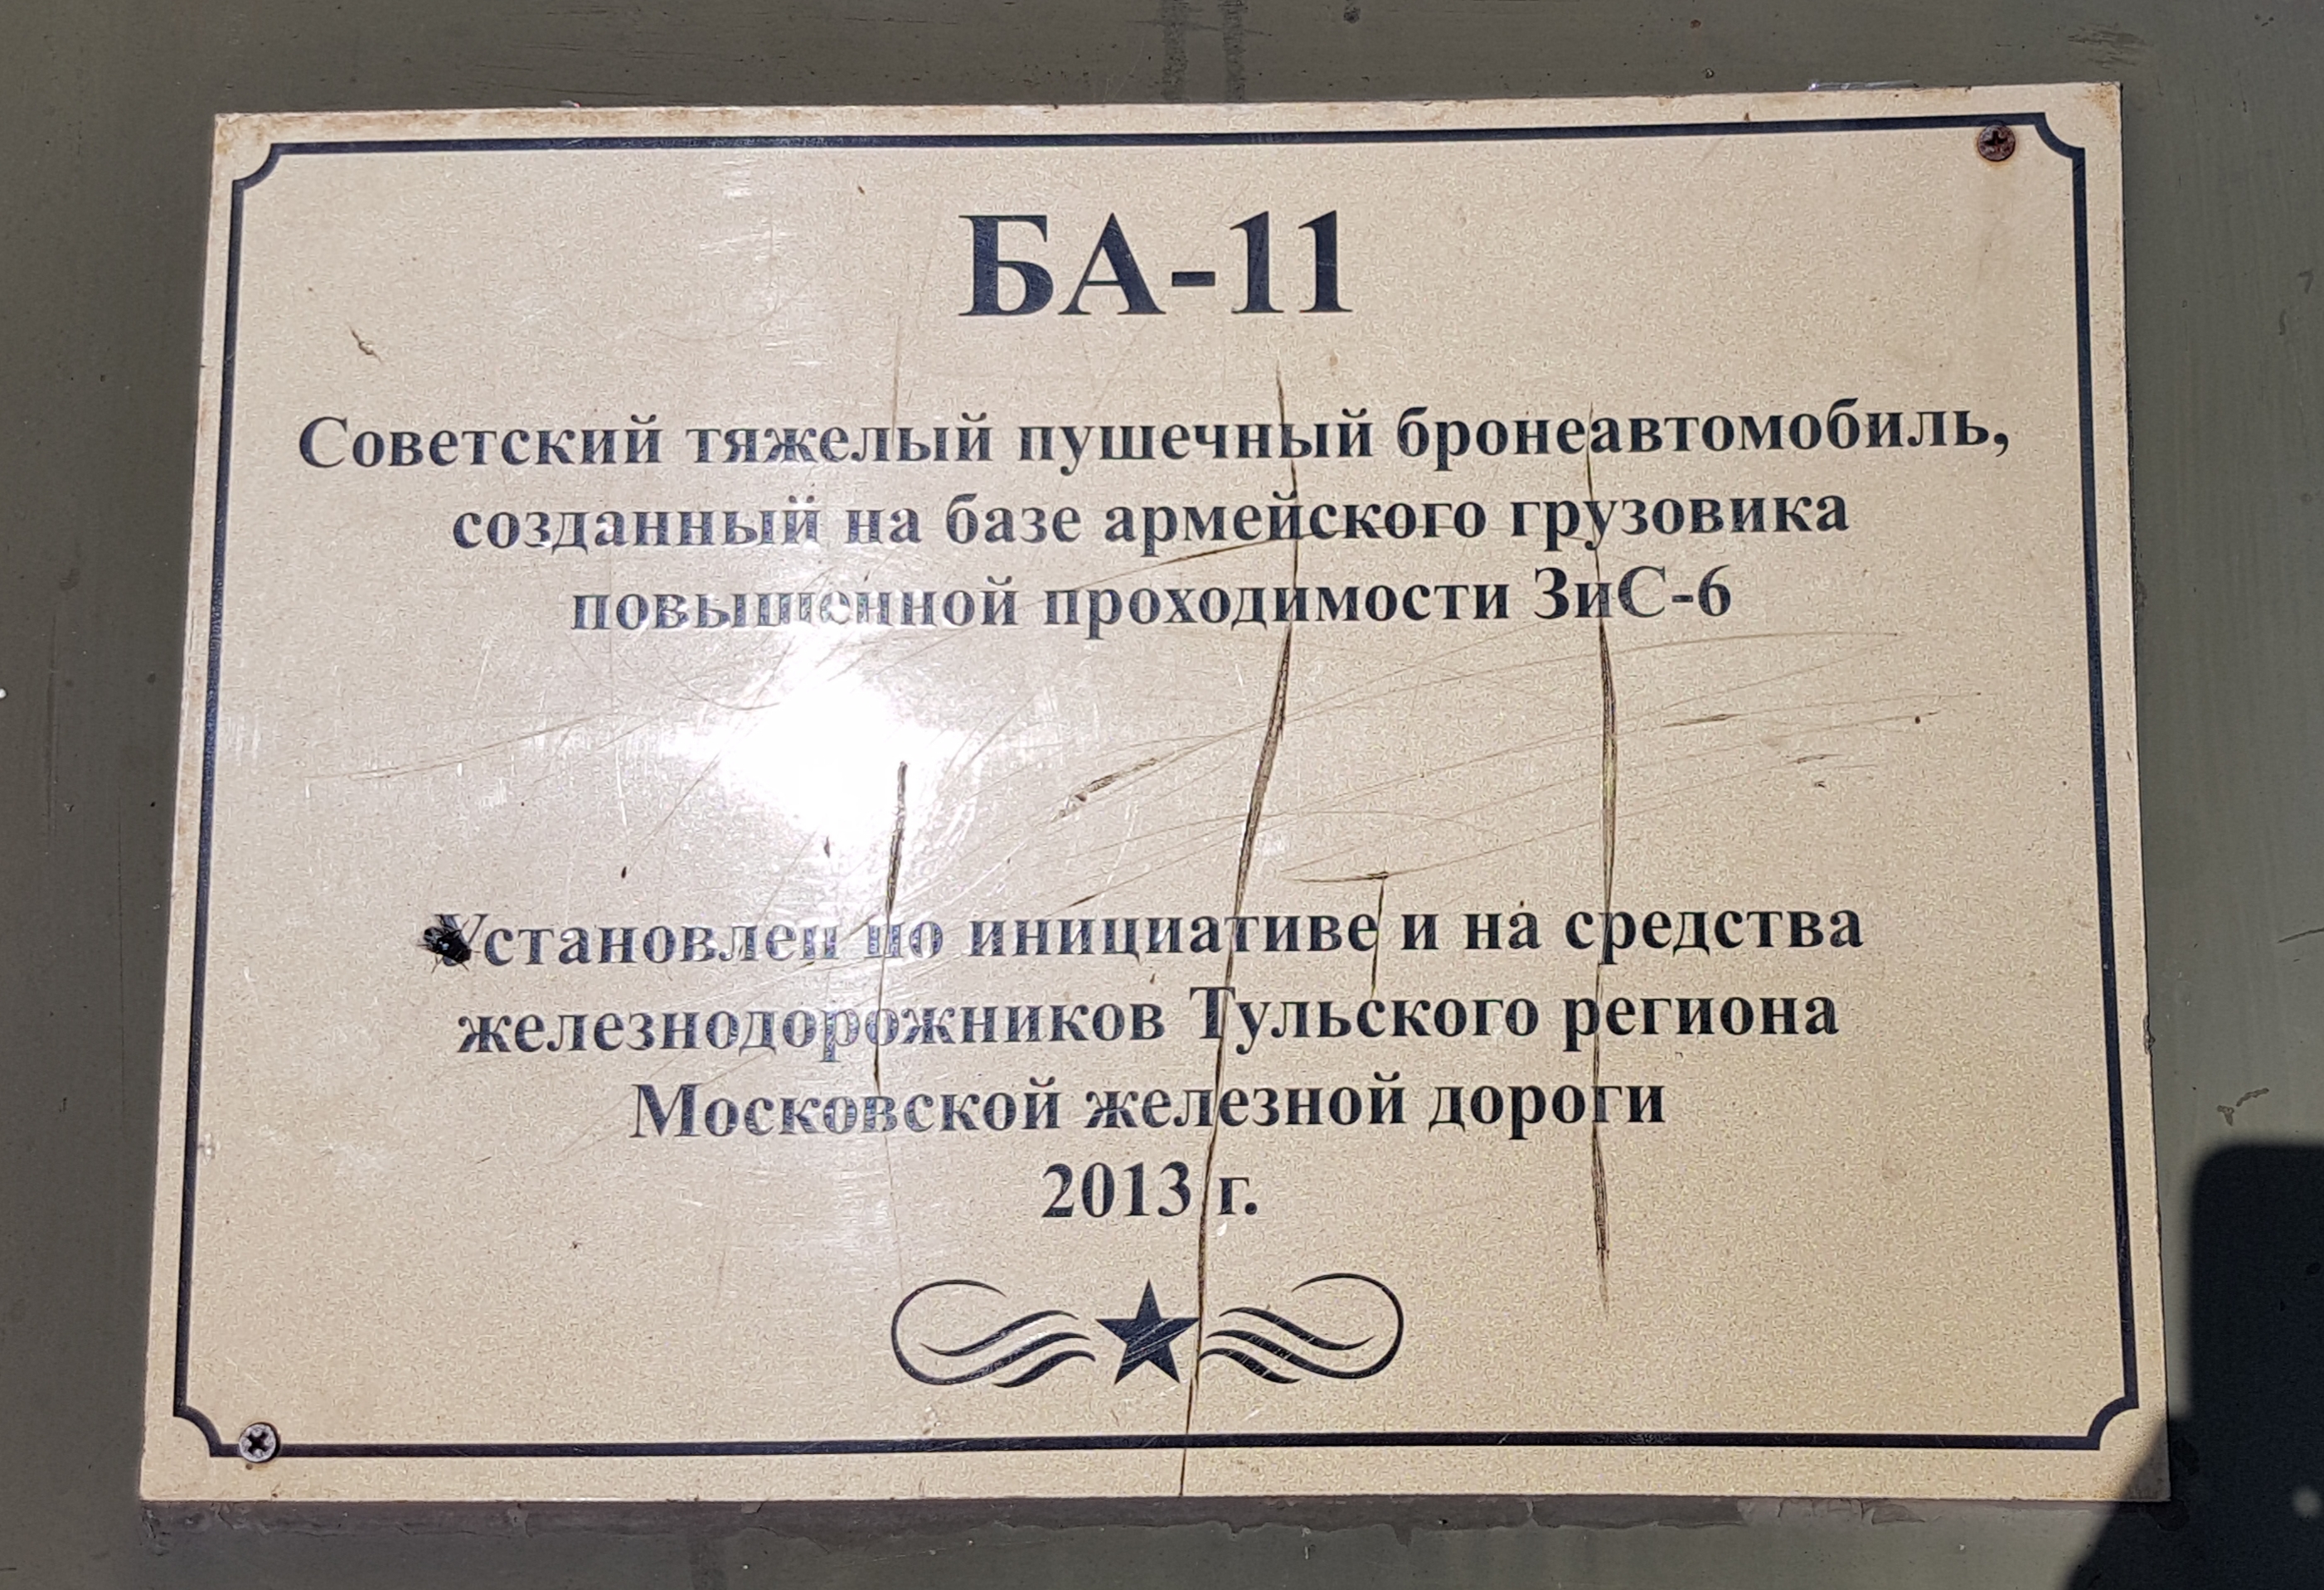 БА-11
Советский тяжелый пушечный бронеавтомобиль,
созданный на базе армейского грузовика
повышенной проходимости ЗиС-6
Установлен по инициативе и на средства
железнодорожников Тульского региона
Московской железной дороги
2013 г.